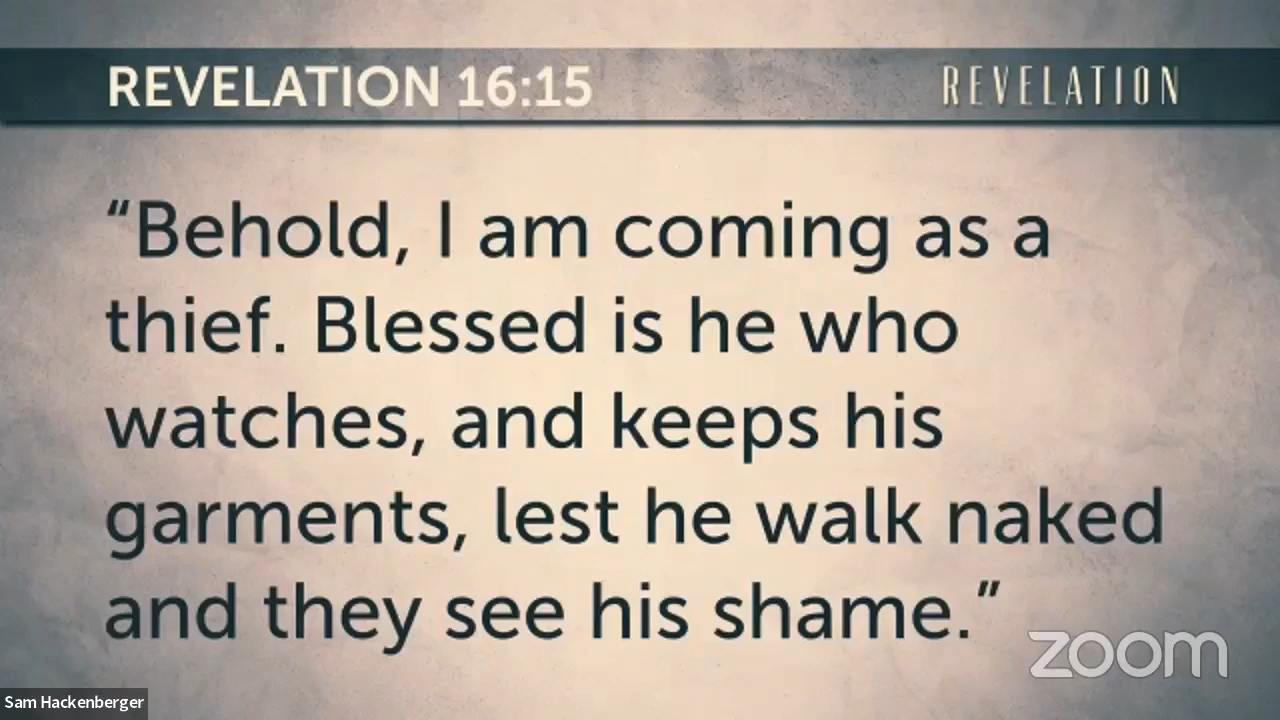 REVELATION 16:15
REVELATION
“Behold, I am coming as a
thief. Blessed is he who
watches, and keeps his
garments, lest he walk naked
and they see his shame.”
zoom
Sam Hackenberger